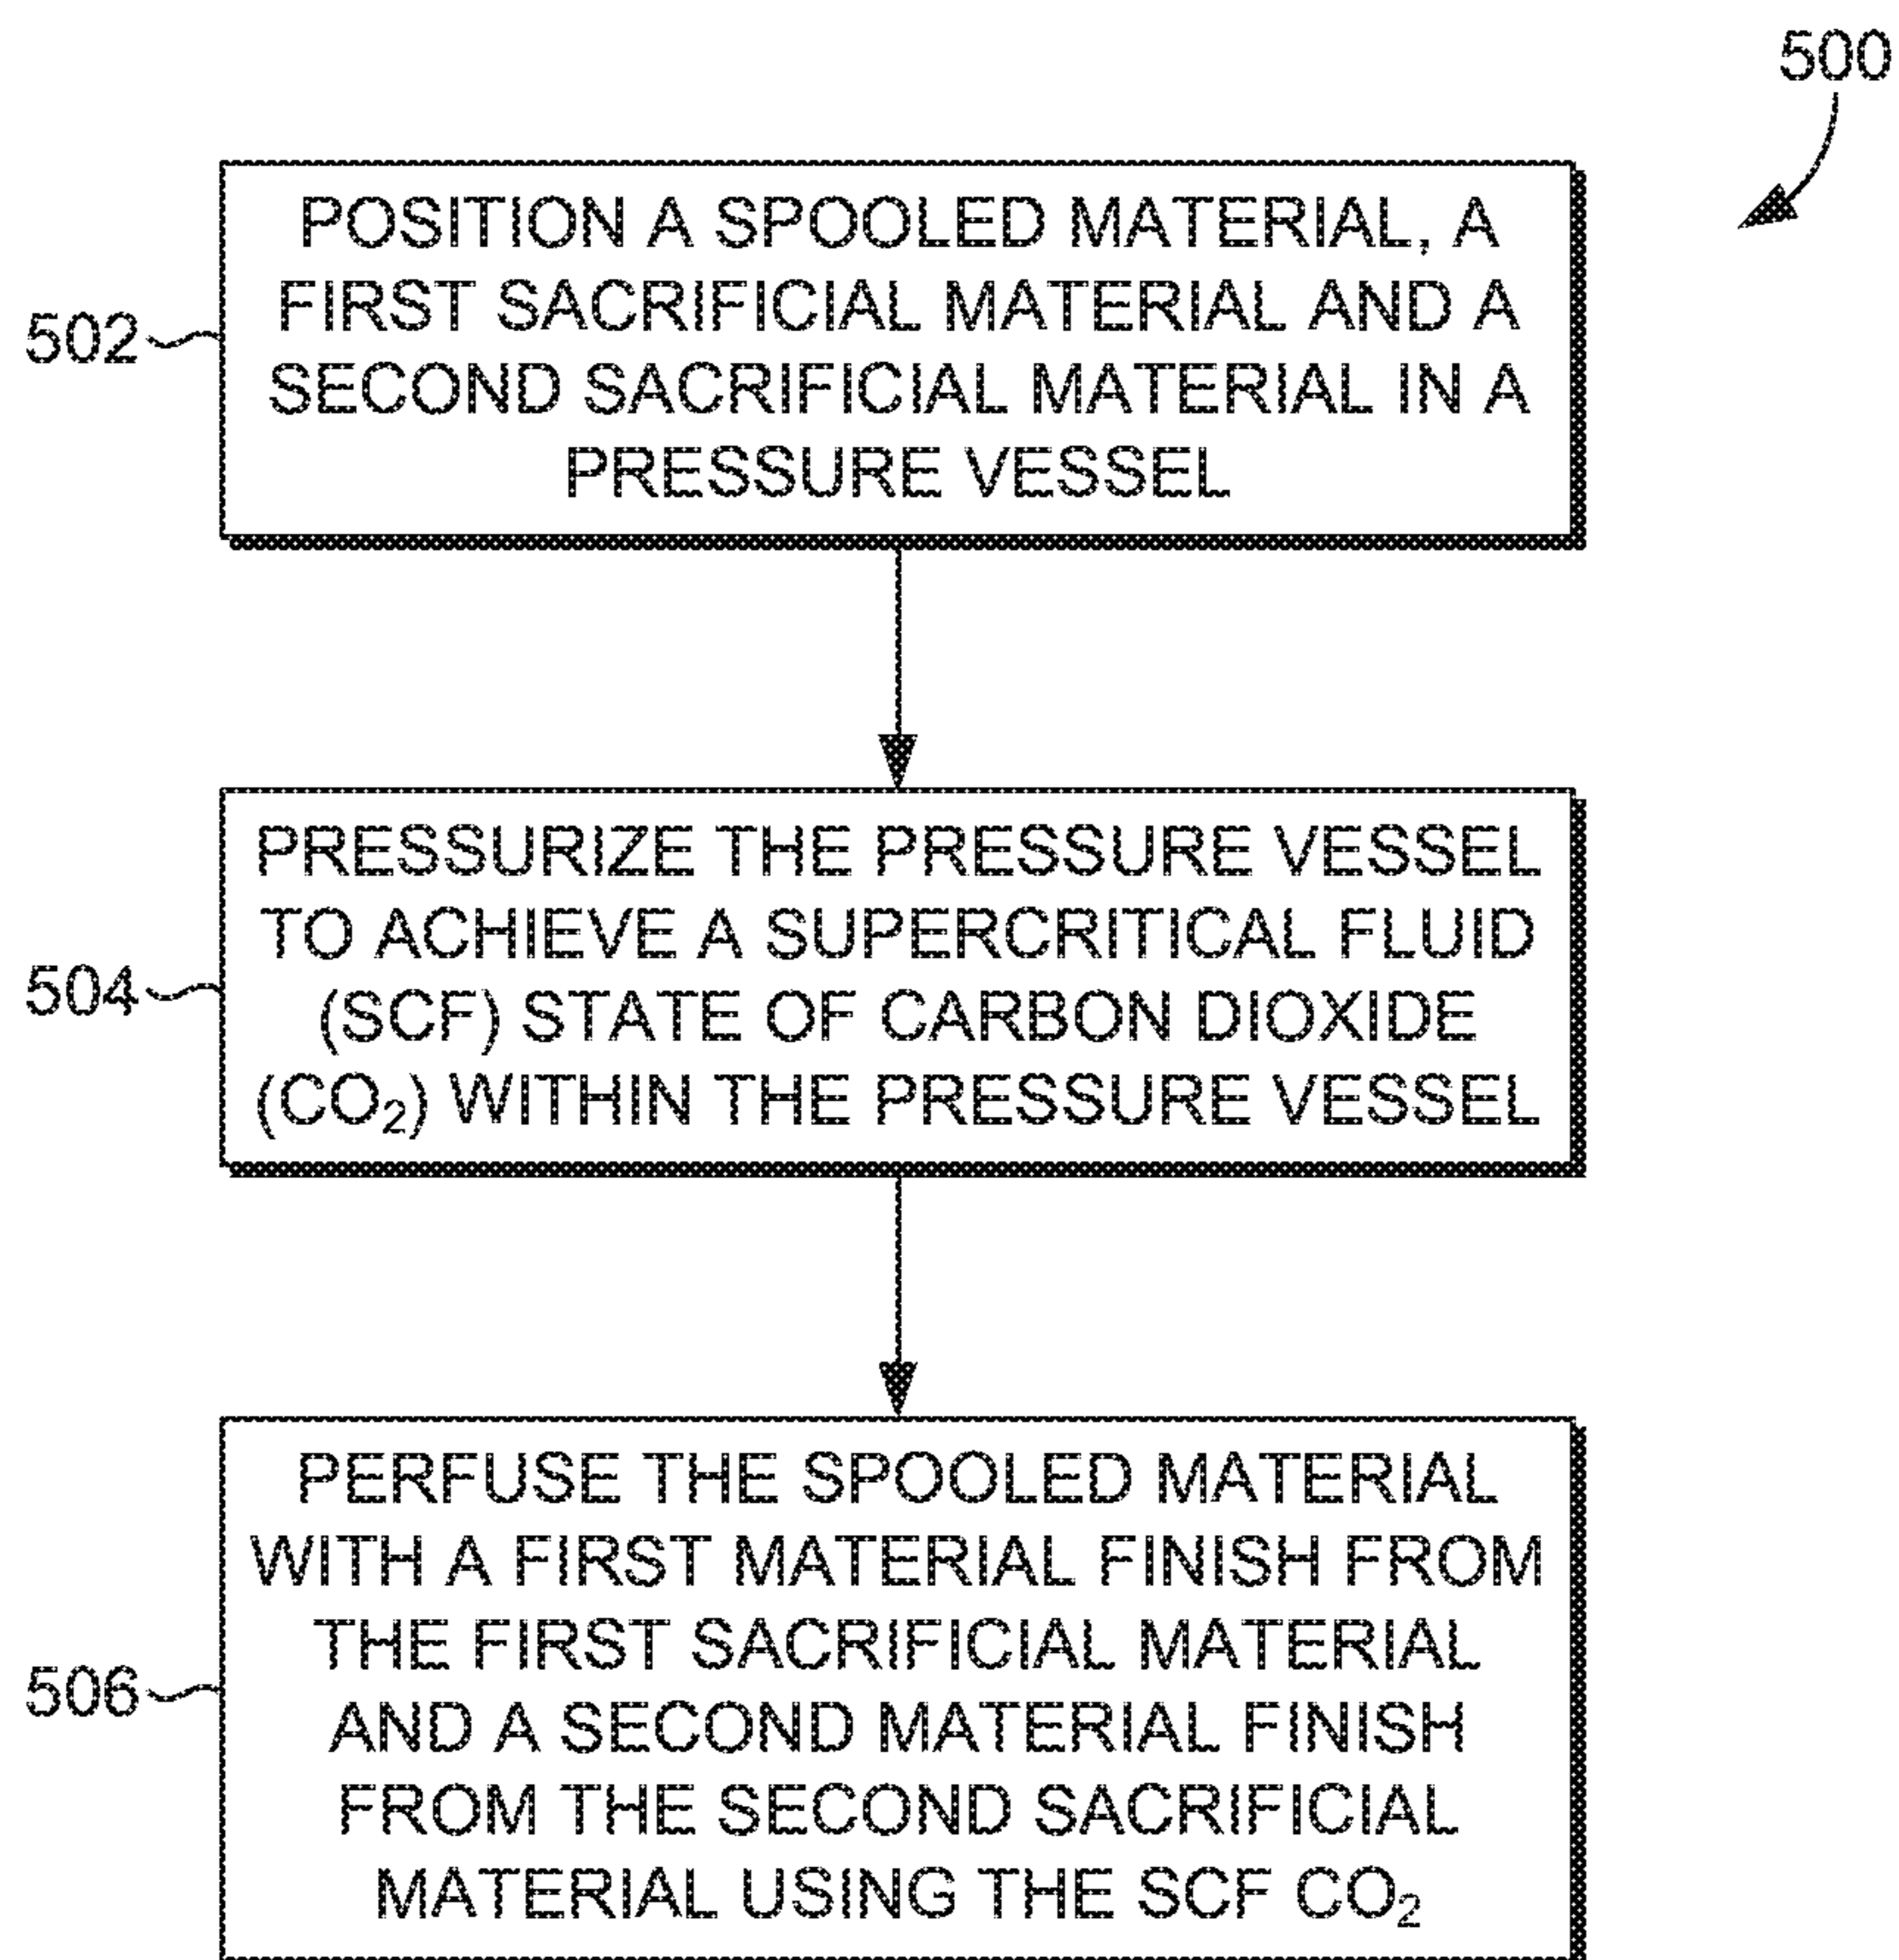 500
POSITION A SPOOLED MATERIAL, A
FIRST SACRIFICIAL MATERIAL AND A
SECOND SACRIFICIAL MATERIAL IN A
PRESSURE VESSEL
502
PRESSURIZE THE PRESSURE VESSEL
TO ACHIEVE A SUPERCRITICAL FLUID
(SCF) STATE OF CARBON DIOXIDE
(CO₂) WITHIN THE PRESSURE VESSEL
504
PERFUSE THE SPOOLED MATERIAL
WITH A FIRST MATERIAL FINISH FROM
THE FIRST SACRIFICIAL MATERIAL
AND A SECOND MATERIAL FINISH
FROM THE SECOND SACRIFICIAL
MATERIAL USING THE SCF CO₂
506